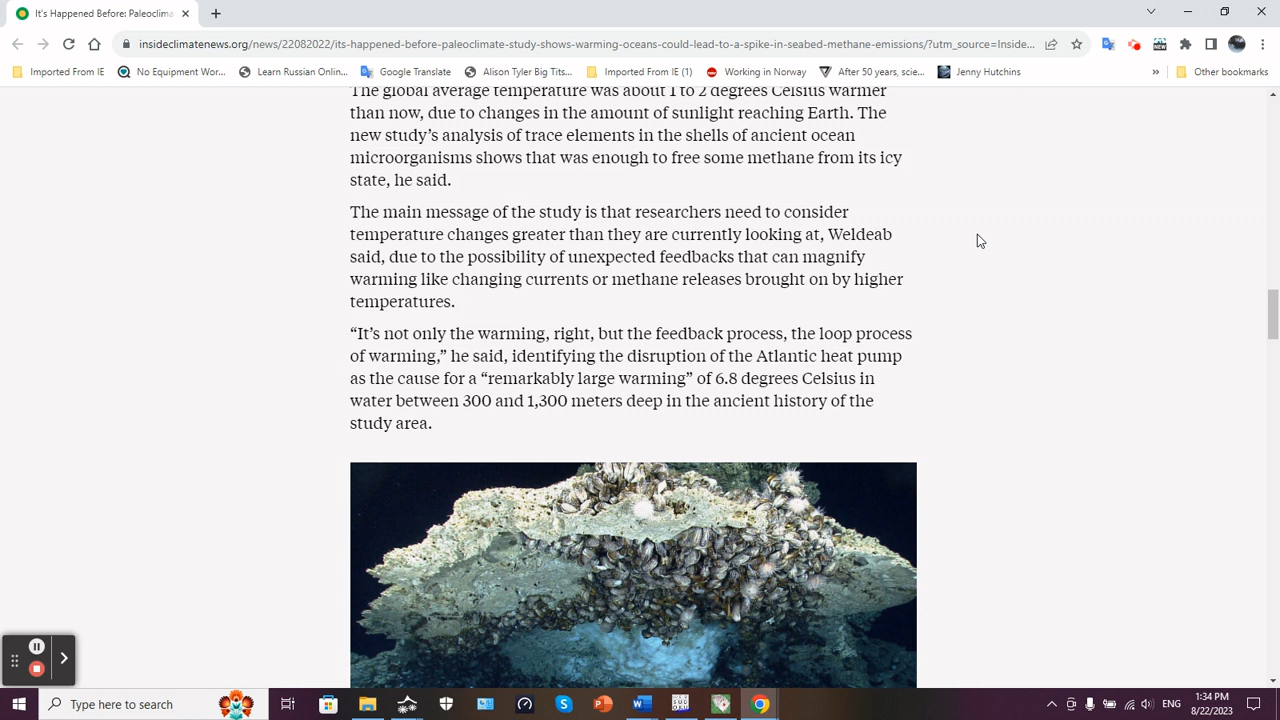 It's Happened Before: Paleoclima
insideclimatenews.org/news/22082022/its-happened-before-paleoclimate-study-shows-warming-oceans-could-lead-to-a-spike-in-seabed-methane-emissions/?utm_source=Inside...
Imported From IE
No Equipment Wor...
Learn Russian Onlin...
Google Translate
Alison Tyler Big Tits...
Imported From IE (1)
Working in Norway
After 50 years, scie...
Jenny Hutchins
»
Other bookmarks
The global average temperature was about 1 to 2 degrees Celsius warmer
than now, due to changes in the amount of sunlight reaching Earth. The
new study’s analysis of trace elements in the shells of ancient ocean
microorganisms shows that was enough to free some methane from its icy
state, he said.
The main message of the study is that researchers need to consider
temperature changes greater than they are currently looking at, Weldeab
said, due to the possibility of unexpected feedbacks that can magnify
warming like changing currents or methane releases brought on by higher
temperatures.
“It’s not only the warming, right, but the feedback process, the loop process
of warming,” he said, identifying the disruption of the Atlantic heat pump
as the cause for a “remarkably large warming” of 6.8 degrees Celsius in
water between 300 and 1,300 meters deep in the ancient history of the
study area.
Type here to search
ENG
1:34 PM
8/22/2023